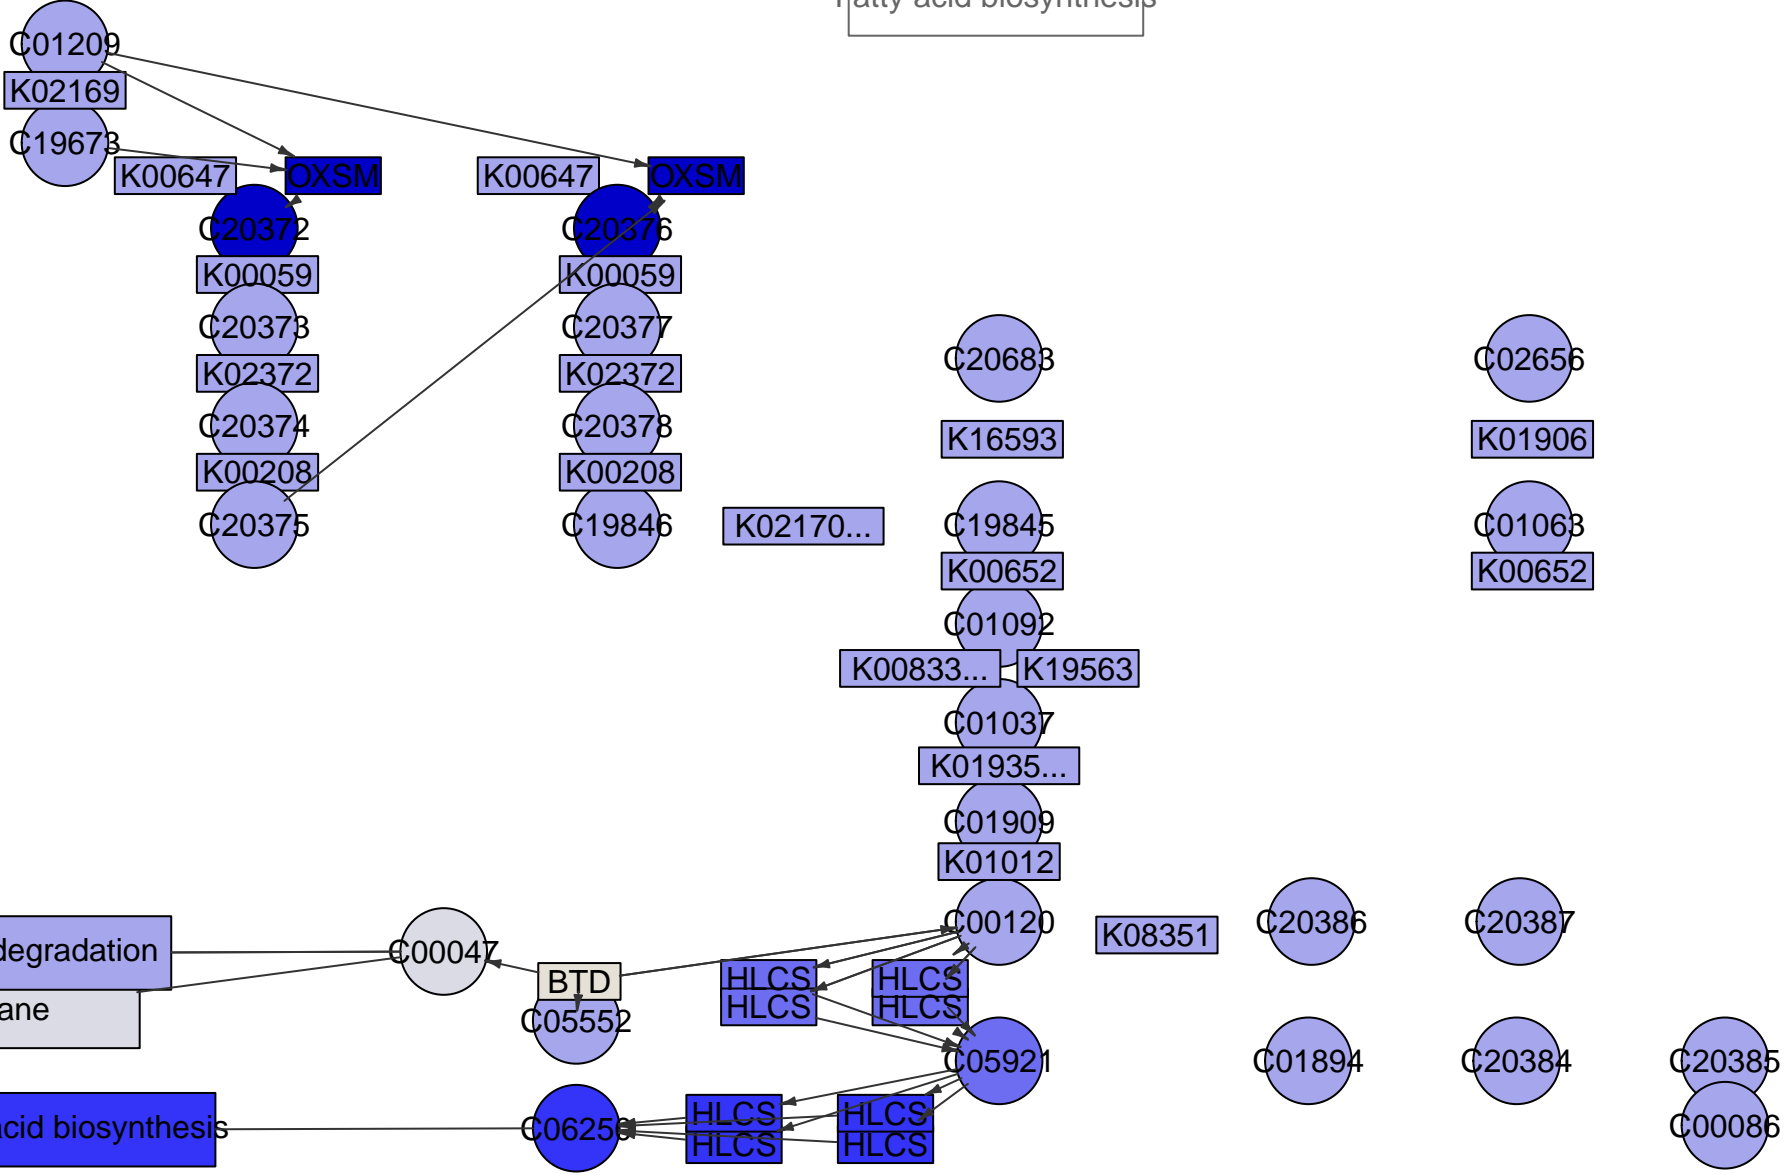 Fatty acid biosynthesis
C01209
K02169
C19673
K00647
OXSM
K00647
OXSM
C20372
C20376
K00059
K00059
C20373
C20377
C20683
C02656
K02372
K02372
C20374
C20378
K16593
K01906
K00208
K00208
C20375
C19846
K02170...
C19845
C01063
K00652
K00652
C01092
K00833...
K19563
C01037
K01935...
C01909
K01012
C00120
K08351
C20386
C20387
degradation
C00047
BTD
HLCS
HLCS
ane
C05552
HLCS
HLCS
C05921
C01894
C20384
C20385
acid biosynthesis
C06250
HLCS
HLCS
HLCS
HLCS
C00086